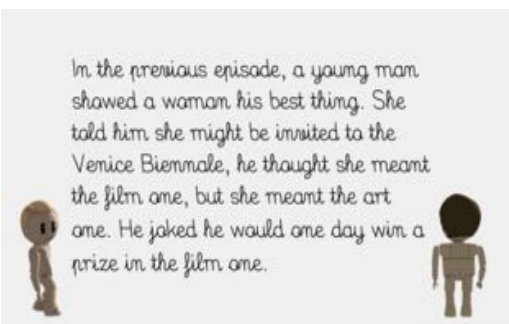 In the previous episode, a young man
showed a woman his best thing. She
told him she might be invited to the
Venice Biennale, he thought she meant
the film one, but she meant the art
one. He joked he would one day win a
prize in the film one.